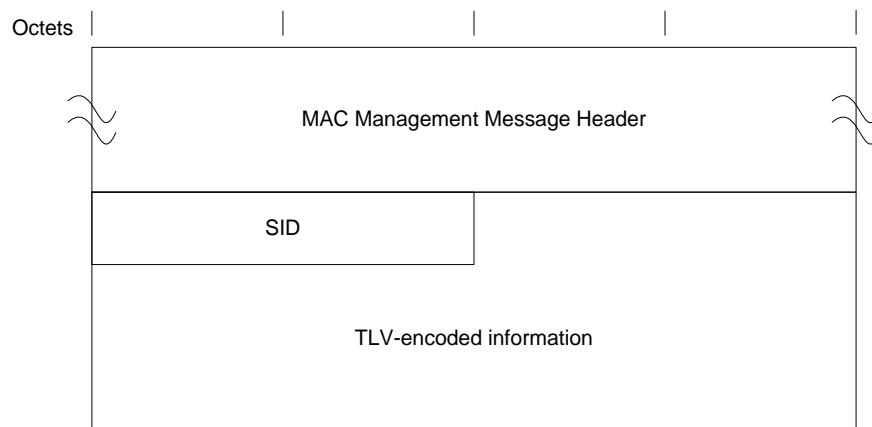 Octets
MAC Management Message Header
SID
TLV-encoded information